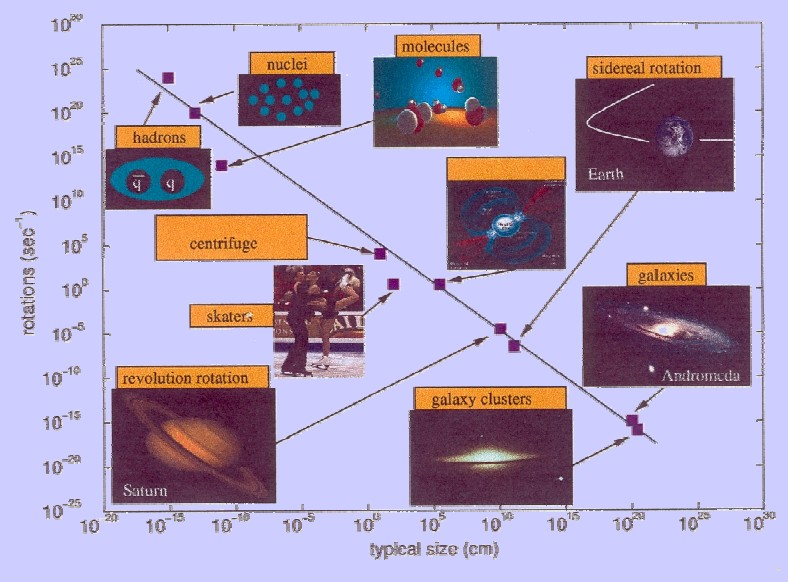 10³⁰
10²⁵
10²⁰
10¹⁵
10¹⁰
10⁵
10⁰
10⁻⁵
10⁻¹⁰
10⁻¹⁵
10⁻²⁰
10⁻²⁵
rotations (sec⁻¹)
molecules
nuclei
sidereal rotation
hadrons
q̅ q
Earth
centrifuge
galaxies
skaters
Andromeda
revolution rotation
galaxy clusters
Saturn
10⁻²⁰ 10⁻¹⁵ 10⁻¹⁰ 10⁻⁵ 10⁰ 10⁵ 10¹⁰ 10¹⁵ 10²⁰ 10²⁵ 10³⁰
typical size (cm)